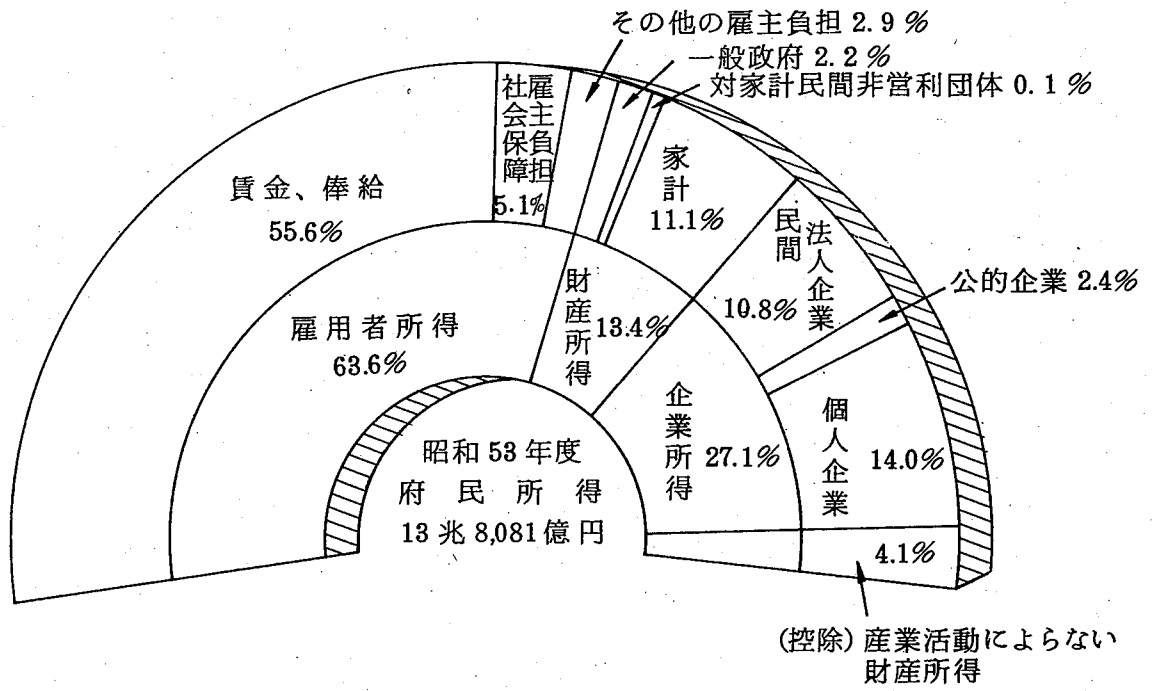 その他の雇主負担 2.9%
一般政府 2.2%
対家計民間非営利団体 0.1%
社会保障雇主負担
5.1%
賃金、俸給
55.6%
家計
11.1%
民間法人企業
10.8%
公的企業 2.4%
雇用者所得
63.6%
財産所得
13.4%
企業所得
27.1%
個人企業
14.0%
昭和53年度
府民所得
13兆8,081億円
4.1%
(控除)産業活動によらない
財産所得